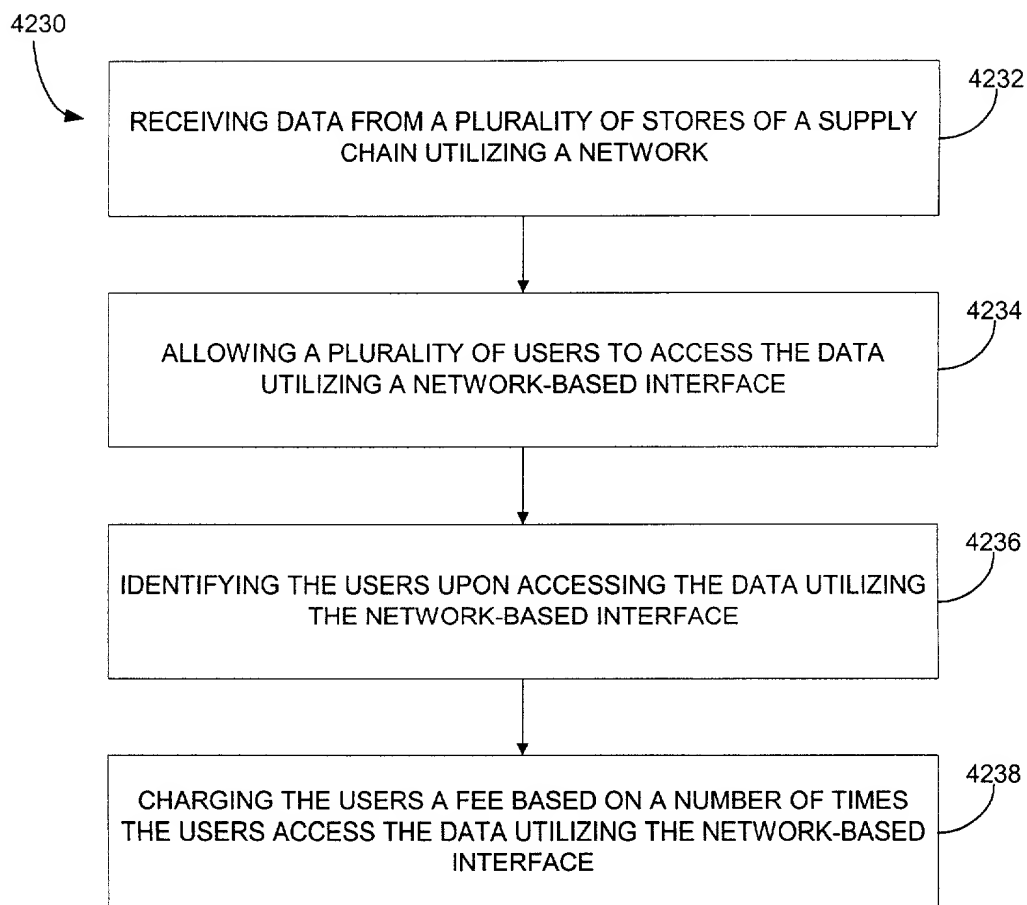 4230
4232
RECEIVING DATA FROM A PLURALITY OF STORES OF A SUPPLY
CHAIN UTILIZING A NETWORK
4234
ALLOWING A PLURALITY OF USERS TO ACCESS THE DATA
UTILIZING A NETWORK-BASED INTERFACE
4236
IDENTIFYING THE USERS UPON ACCESSING THE DATA UTILIZING
THE NETWORK-BASED INTERFACE
4238
CHARGING THE USERS A FEE BASED ON A NUMBER OF TIMES
THE USERS ACCESS THE DATA UTILIZING THE NETWORK-BASED
INTERFACE